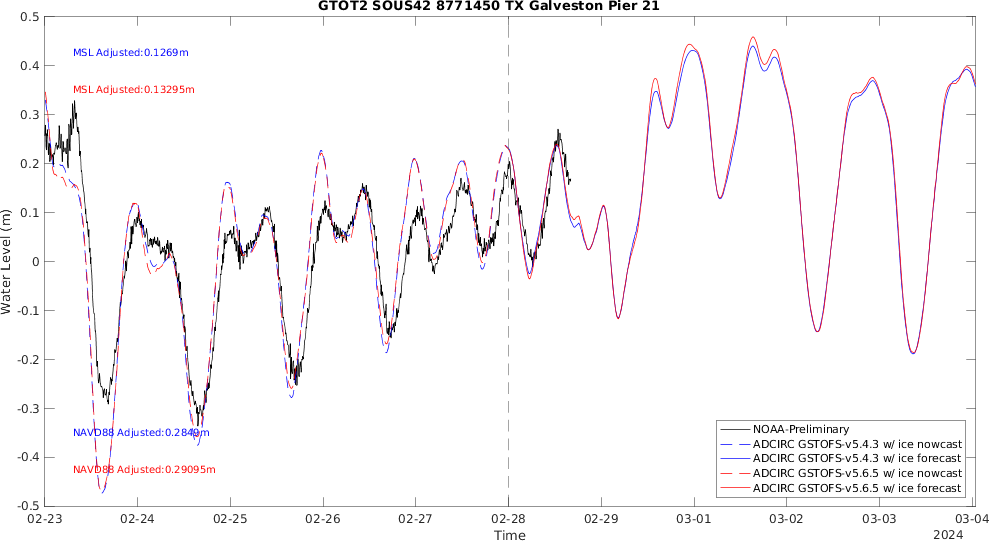 GTOT2 SOUS42 8771450 TX Galveston Pier 21
0.5
0.4
0.3
0.2
0.1
0
-0.1
-0.2
-0.3
-0.4
-0.5
Water Level (m)
MSL Adjusted:0.1269m
MSL Adjusted:0.13295m
NAVD88 Adjusted:0.2849m
NAVD88 Adjusted:0.29095m
NOAA-Preliminary
ADCIRC GSTOFS-v5.4.3 w/ ice nowcast
ADCIRC GSTOFS-v5.4.3 w/ ice forecast
ADCIRC GSTOFS-v5.6.5 w/ ice nowcast
ADCIRC GSTOFS-v5.6.5 w/ ice forecast
02-23 02-24 02-25 02-26 02-27 02-28 02-29 03-01 03-02 03-03 03-04
Time
2024